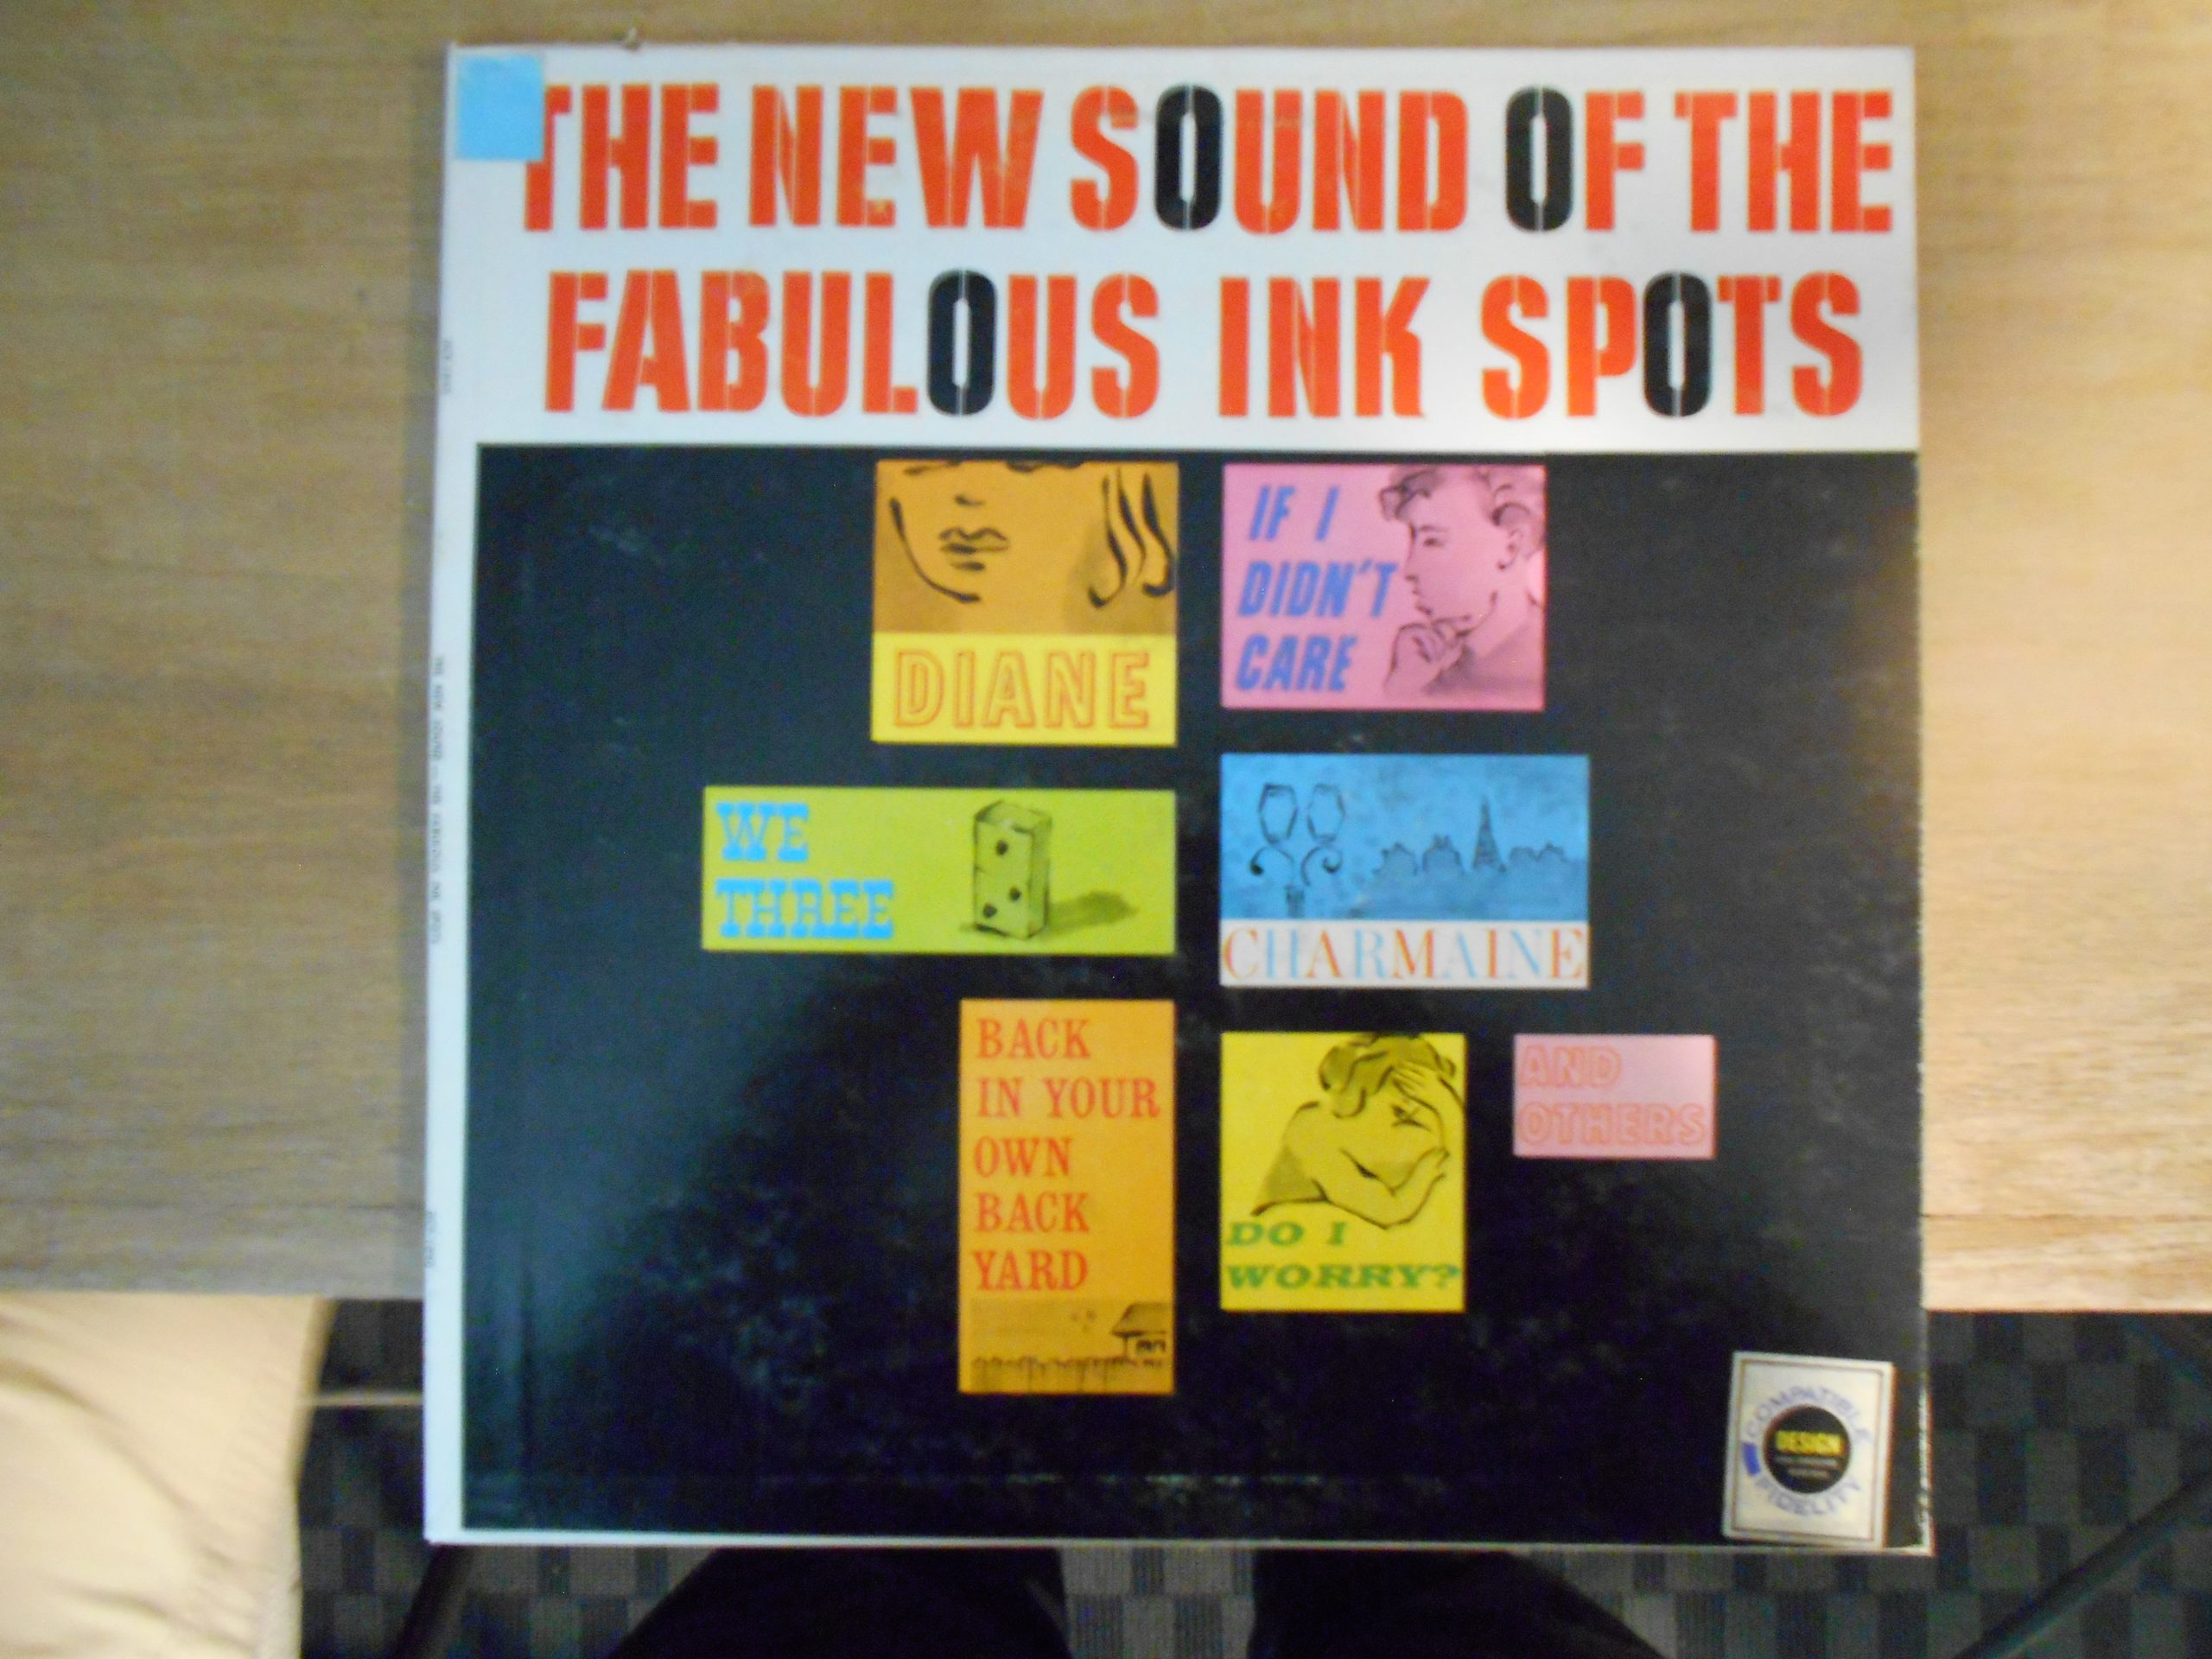 THE NEW SOUND OF THE
FABULOUS INK SPOTS
DIANE
IF I
DIDN'T
CARE
WE
THREE
CHARMAINE
BACK
IN YOUR
OWN
BACK
YARD
DO I
WORRY?
AND
OTHERS
COMPATIBLE
DESIGN
FIDELITY